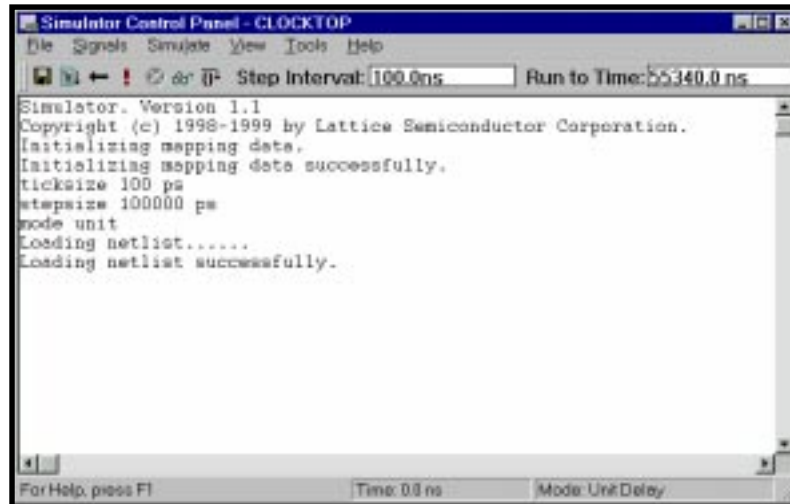 Simulator Control Panel - CLOCKTOP
File Signals Simulate View Tools Help
Step Interval: 100.0ns Run to Time: 55340.0 ns
Simulator. Version 1.1
Copyright (c) 1998-1999 by Lattice Semiconductor Corporation.
Initializing mapping data.
Initializing mapping data successfully.
ticksize 100 ps
stepsize 100000 ps
mode unit
Loading netlist......
Loading netlist successfully.
For Help, press F1 Time: 0.0 ns Mode: Unit Delay